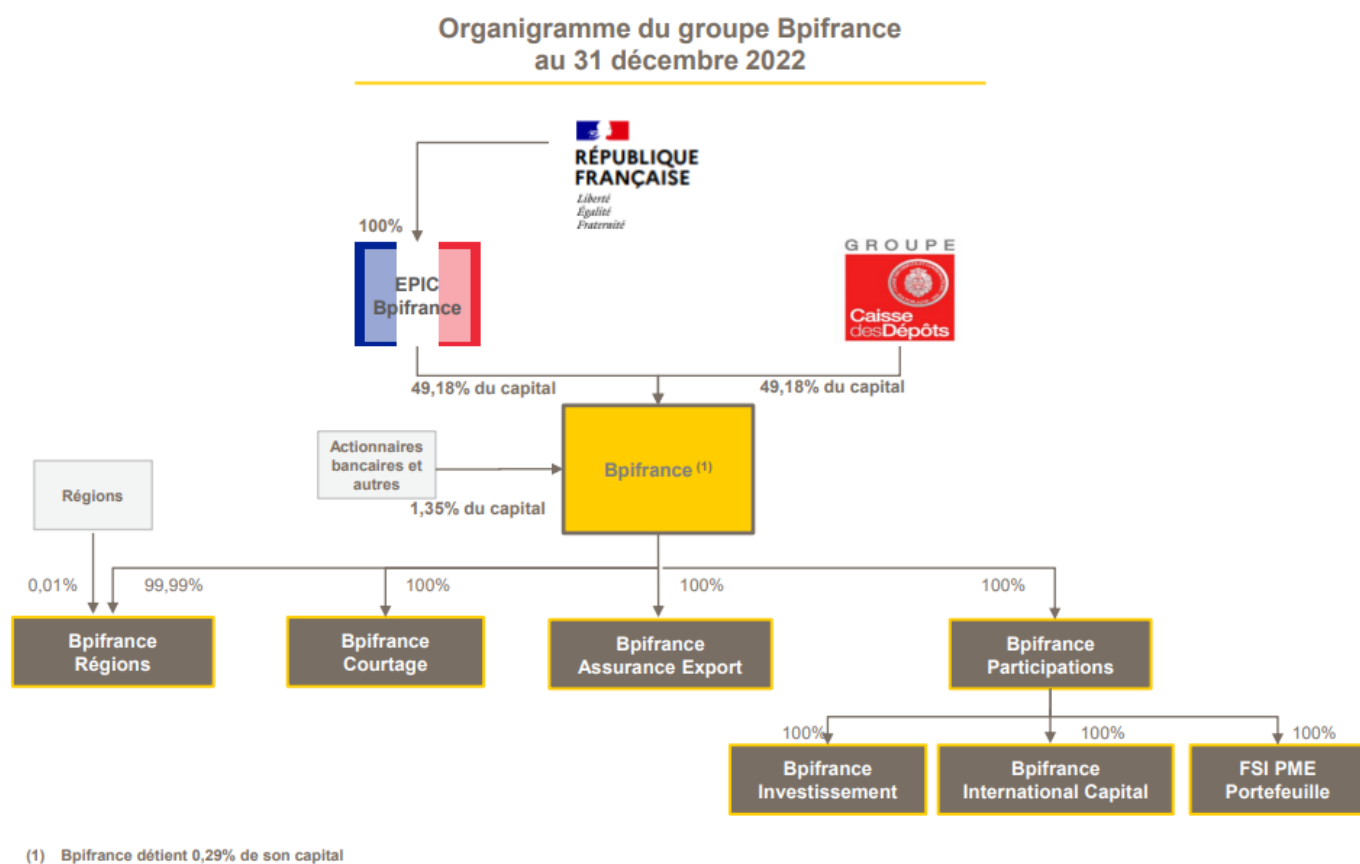 Organigramme du groupe Bpifrance
au 31 décembre 2022
RÉPUBLIQUE
FRANÇAISE
Liberté
Égalité
Fraternité
100%
EPIC
Bpifrance
GROUPE
Caisse
desDépôts
49,18% du capital
49,18% du capital
Actionnaires
bancaires et
autres
1,35% du capital
Bpifrance (1)
Régions
0,01%
99,99%
100%
100%
100%
Bpifrance
Régions
Bpifrance
Courtage
Bpifrance
Assurance Export
Bpifrance
Participations
100%
100%
100%
Bpifrance
Investissement
Bpifrance
International Capital
FSI PME
Portefeuille
(1) Bpifrance détient 0,29% de son capital